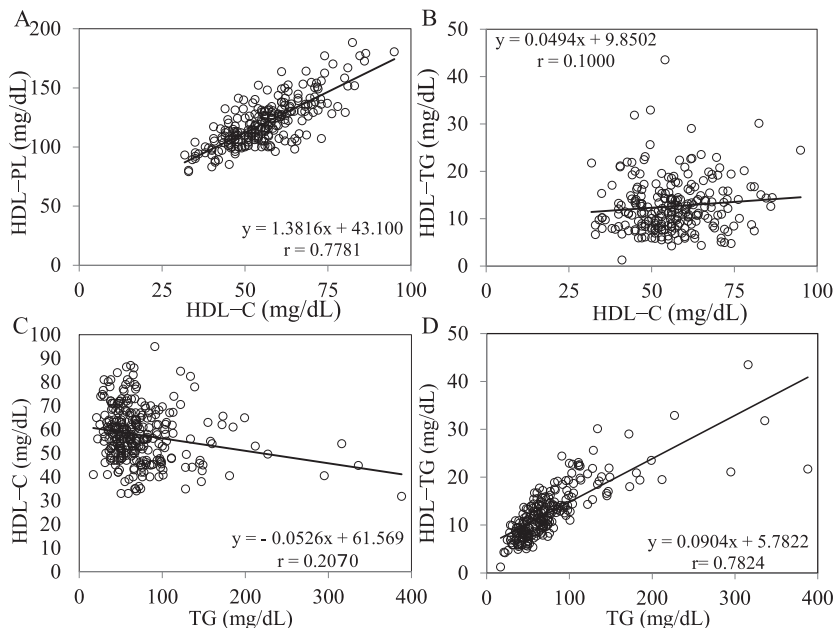 A
200
150
100
50
0
0
25
50
75
100
HDL−PL (mg/dL)
HDL−C (mg/dL)
y = 1.3816x + 43.100
r = 0.7781
B
50
40
30
20
10
0
0
25
50
75
100
HDL−TG (mg/dL)
HDL−C (mg/dL)
y = 0.0494x + 9.8502
r = 0.1000
C
100
90
80
70
60
50
40
30
20
10
0
0
100
200
300
400
HDL−C (mg/dL)
TG (mg/dL)
y = - 0.0526x + 61.569
r = 0.2070
D
50
40
30
20
10
0
0
100
200
300
400
HDL−TG (mg/dL)
TG (mg/dL)
y = 0.0904x + 5.7822
r= 0.7824